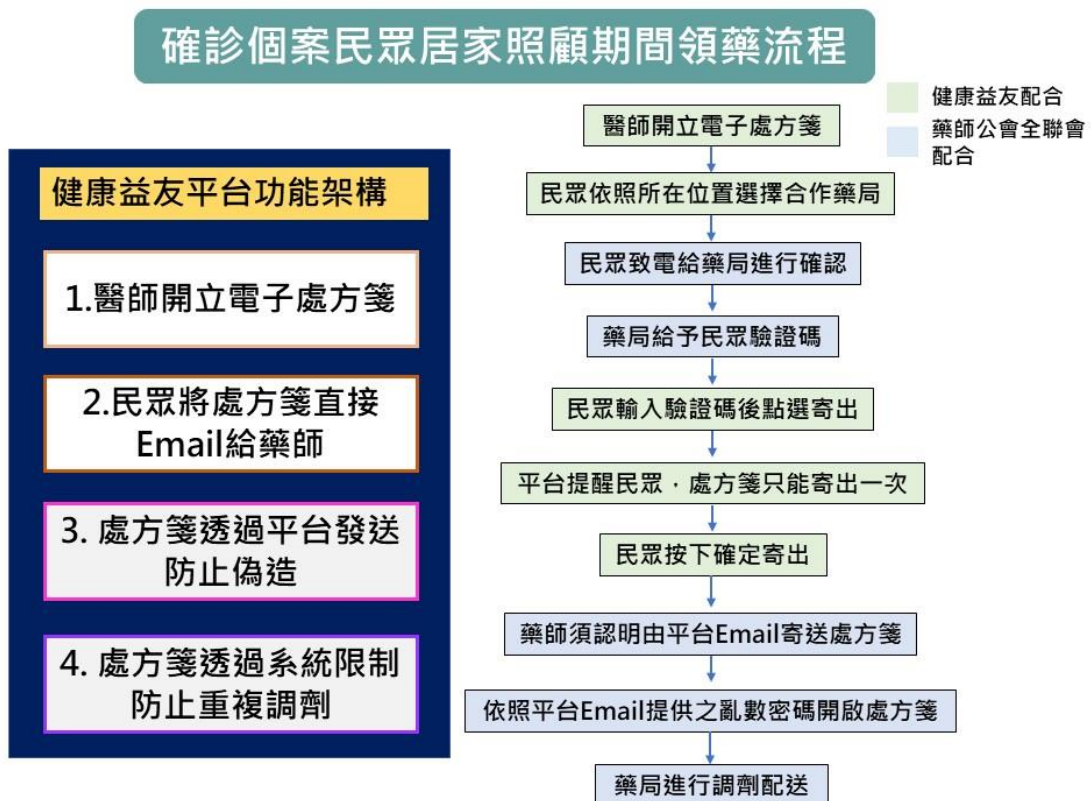 確診個案民眾居家照顧期間領藥流程
健康益友配合
藥師公會全聯會
配合
健康益友平台功能架構
1.醫師開立電子處方箋
2.民眾將處方箋直接
Email給藥師
3. 處方箋透過平台發送
防止偽造
4. 處方箋透過系統限制
防止重複調劑
醫師開立電子處方箋
民眾依照所在位置選擇合作藥局
民眾致電給藥局進行確認
藥局給予民眾驗證碼
民眾輸入驗證碼後點選寄出
平台提醒民眾，處方箋只能寄出一次
民眾按下確定寄出
藥師須認明由平台Email寄送處方箋
依照平台Email提供之亂數密碼開啟處方箋
藥局進行調劑配送